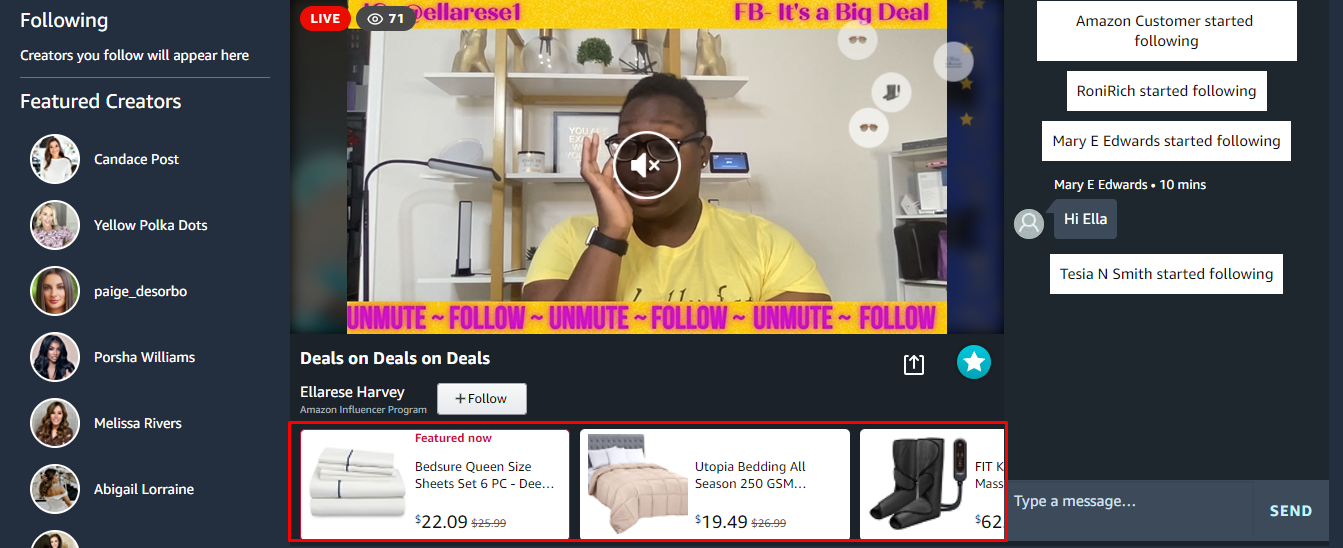 Following
Creators you follow will appear here
Featured Creators
Candace Post
Yellow Polka Dots
paige_desorbo
Porsha Williams
Melissa Rivers
Abigail Lorraine
LIVE
71
@ellarese1
FB- It's a Big Deal
UNMUTE ~ FOLLOW ~ UNMUTE ~ FOLLOW ~ UNMUTE ~ FOLLOW
Deals on Deals on Deals
Ellarese Harvey
Amazon Influencer Program
+Follow
Featured now
Bedsure Queen Size
Sheets Set 6 PC - Dee...
$22.09 $25.99
Utopia Bedding All
Season 250 GSM...
$19.49 $26.99
FIT K
Mass
$62.
Amazon Customer started
following
RoniRich started following
Mary E Edwards started following
Mary E Edwards • 10 mins
Hi Ella
Tesia N Smith started following
Type a message...
SEND